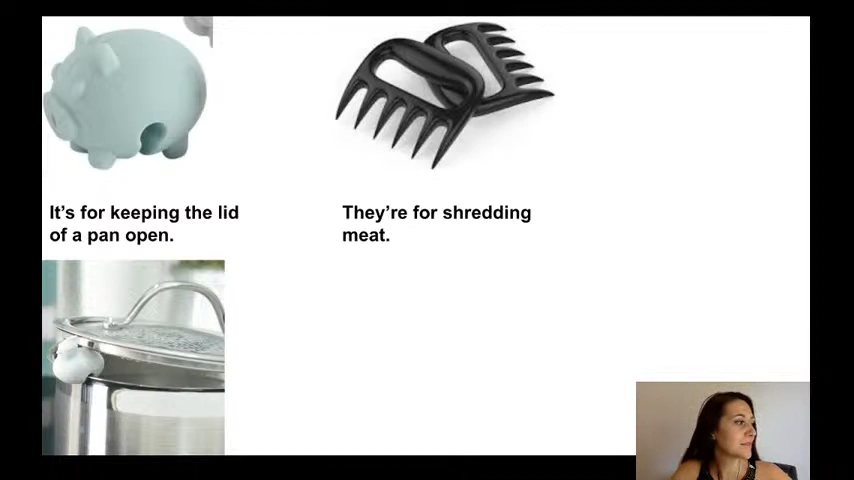 It’s for keeping the lid
of a pan open.
They’re for shredding
meat.